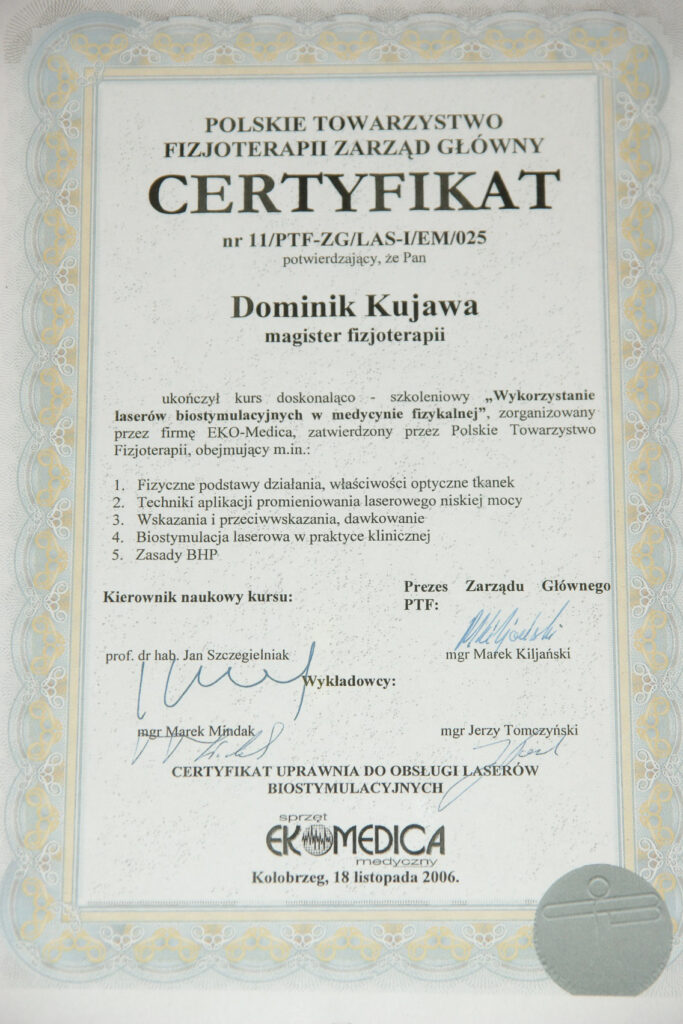 POLSKIE TOWARZYSTWO
FIZJOTERAPII ZARZĄD GŁÓWNY
CERTYFIKAT
nr 11/PTF-ZG/LAS-I/EM/025
potwierdzający, że Pan
Dominik Kujawa
magister fizjoterapii
ukończył kurs doskonaląco - szkoleniowy „Wykorzystanie
laserów biostymulacyjnych w medycynie fizykalnej”, zorganizowany
przez firmę EKO-Medica, zatwierdzony przez Polskie Towarzystwo
Fizjoterapii, obejmujący m.in.:
1. Fizyczne podstawy działania, właściwości optyczne tkanek
2. Techniki aplikacji promieniowania laserowego niskiej mocy
3. Wskazania i przeciwwskazania, dawkowanie
4. Biostymulacja laserowa w praktyce klinicznej
5. Zasady BHP
Kierownik naukowy kursu:
Prezes Zarządu Głównego
PTF:
prof. dr hab. Jan Szczegielniak
mgr Marek Kiljański
Wykładowcy:
mgr Marek Mindak
mgr Jerzy Tomczyński
CERTYFIKAT UPRAWNIA DO OBSŁUGI LASERÓW
BIOSTYMULACYJNYCH
sprzęt
EKOMEDICA
medyczny
Kołobrzeg, 18 listopada 2006.